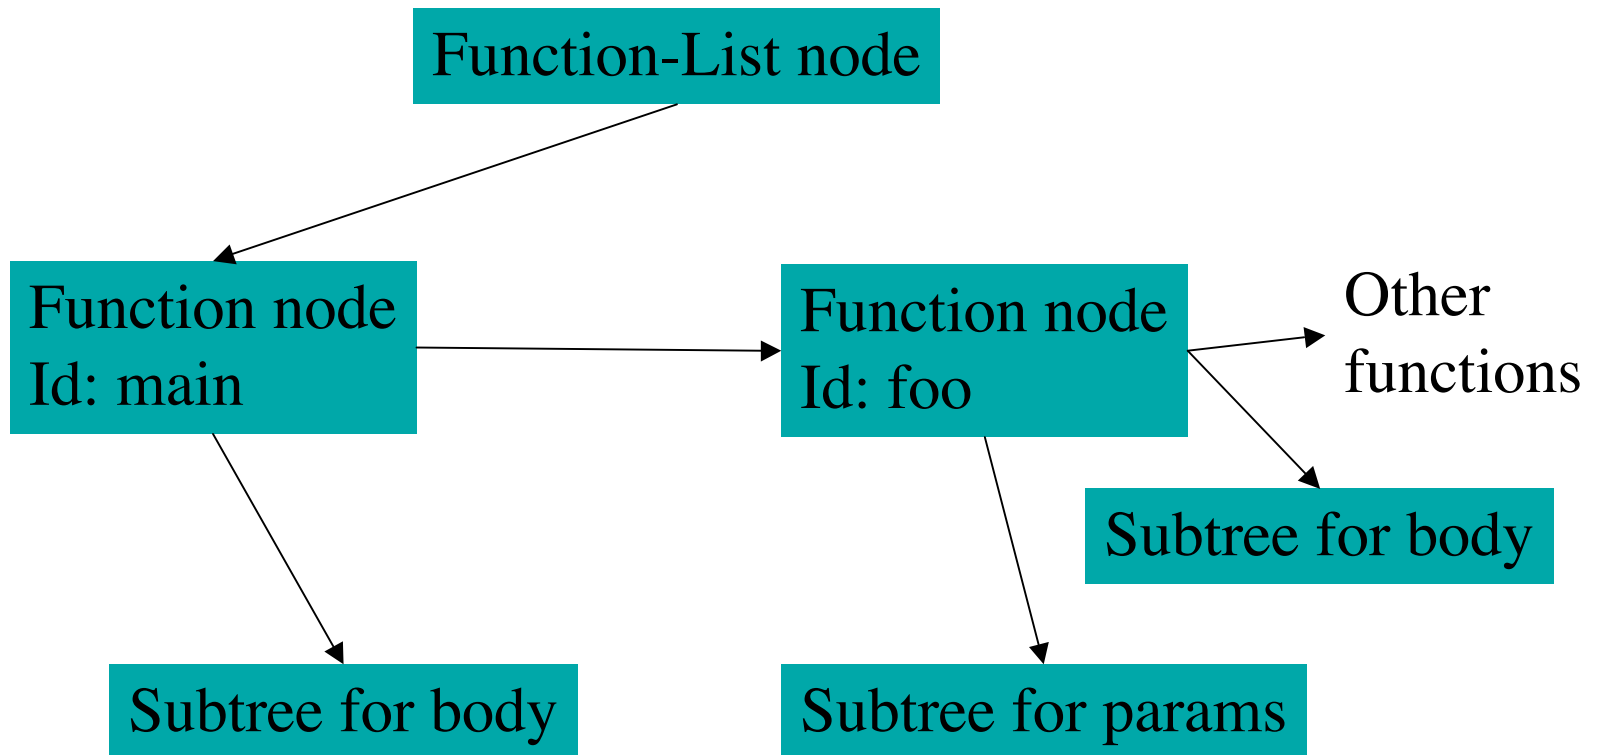 Function-List node
Function node
Id: main
Function node
Id: foo
Other
functions
Subtree for body
Subtree for body
Subtree for params